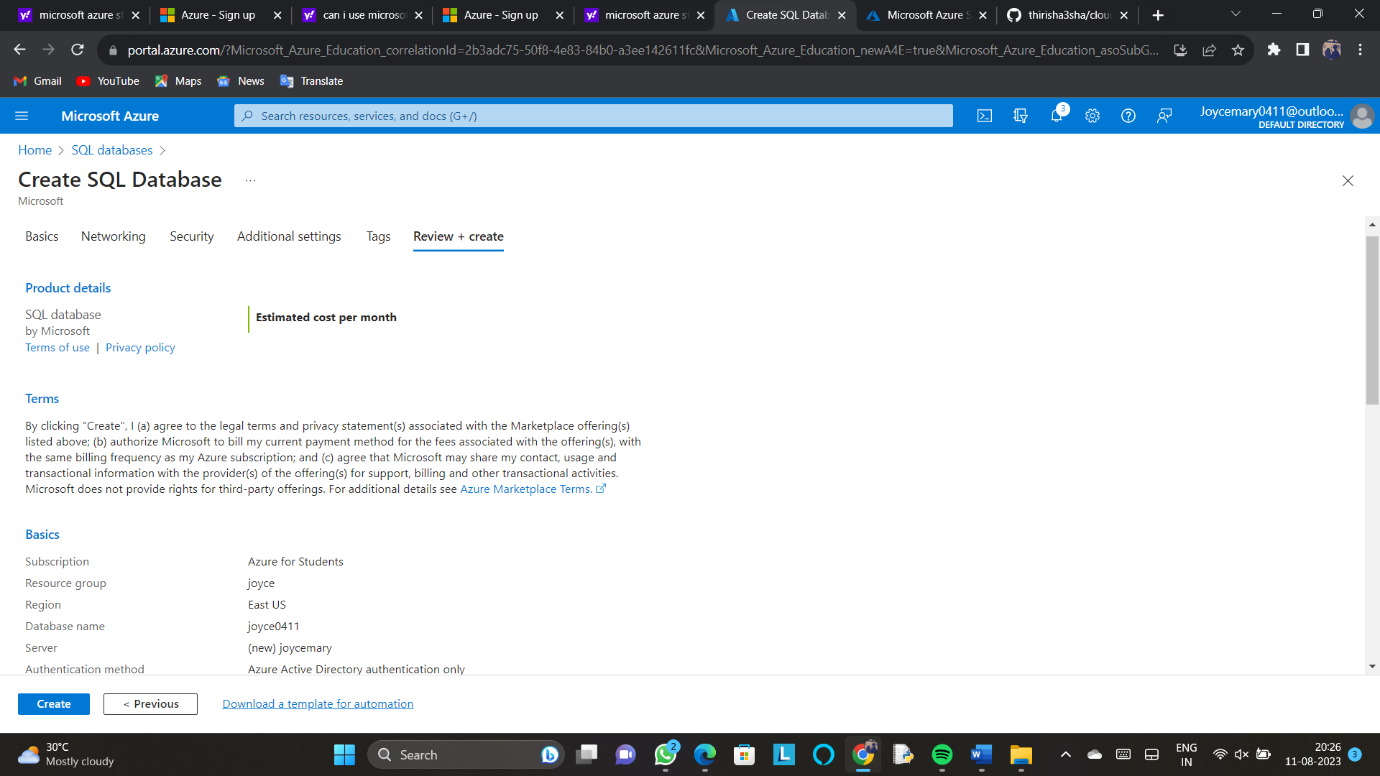 microsoft azure st
Azure - Sign up
can i use microso
Azure - Sign up
microsoft azure st
Create SQL Datab
Microsoft Azure S
thirisha3sha/clou
portal.azure.com/?Microsoft_Azure_Education_correlationId=2b3adc75-50f8-4e83-84b0-a3ee142611fc&Microsoft_Azure_Education_newA4E=true&Microsoft_Azure_Education_asoSubG...
Gmail
YouTube
Maps
News
Translate
Microsoft Azure
Search resources, services, and docs (G+/)
3
Joycemary0411@outloo...
DEFAULT DIRECTORY
Home > SQL databases >
Create SQL Database ...
Microsoft
Basics Networking Security Additional settings Tags Review + create
Product details
SQL database
by Microsoft
Terms of use | Privacy policy
Estimated cost per month
Terms
By clicking "Create", I (a) agree to the legal terms and privacy statement(s) associated with the Marketplace offering(s)
listed above; (b) authorize Microsoft to bill my current payment method for the fees associated with the offering(s), with
the same billing frequency as my Azure subscription; and (c) agree that Microsoft may share my contact, usage and
transactional information with the provider(s) of the offering(s) for support, billing and other transactional activities.
Microsoft does not provide rights for third-party offerings. For additional details see Azure Marketplace Terms.
Basics
Subscription Azure for Students
Resource group joyce
Region East US
Database name joyce0411
Server (new) joycemary
Authentication method Azure Active Directory authentication only
Create
< Previous
Download a template for automation
30°C
Mostly cloudy
Search
2
ENG
IN
20:26
11-08-2023
3